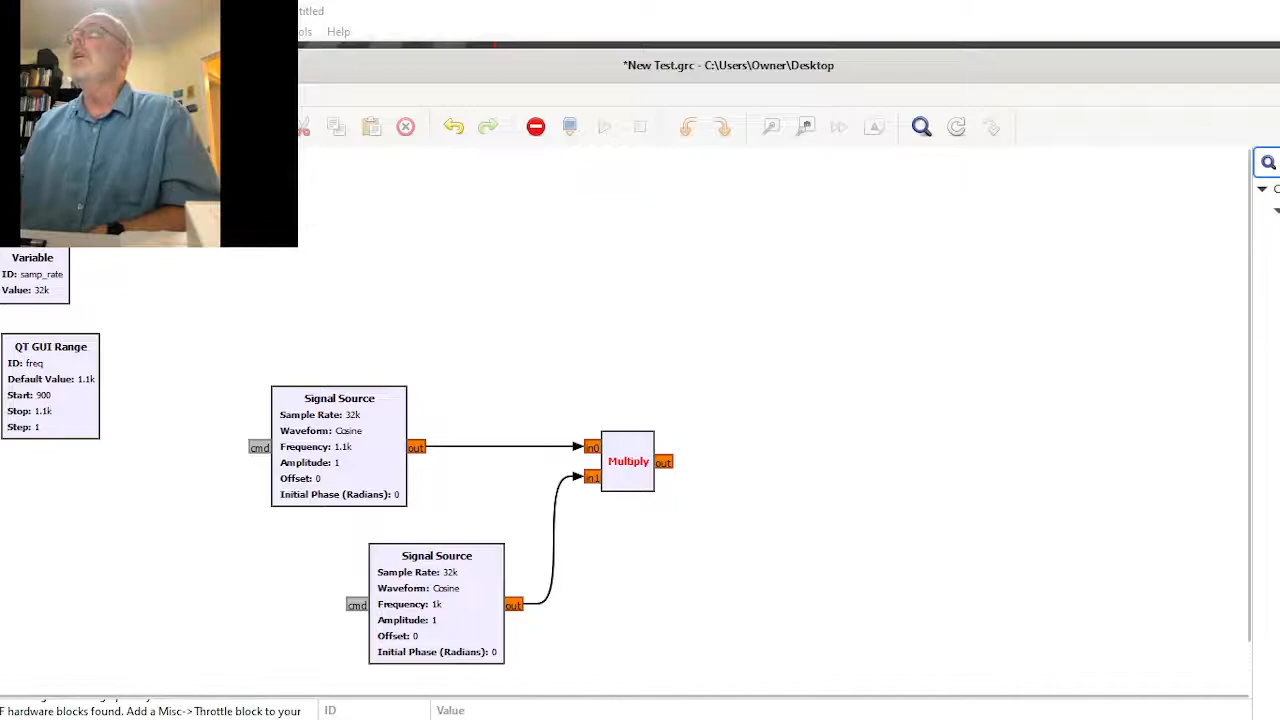 Help
*New Test.grc - C:\Users\Owner\Desktop
Variable
ID: samp_rate
Value: 32k
QT GUI Range
ID: freq
Default Value: 1.1k
Start: 900
Stop: 1.1k
Step: 1
Signal Source
Sample Rate: 32k
Waveform: Cosine
cmd
Frequency: 1.1k
out
Amplitude: 1
Offset: 0
Initial Phase (Radians): 0
in0
Multiply
out
in1
Signal Source
Sample Rate: 32k
Waveform: Cosine
cmd
Frequency: 1k
out
Amplitude: 1
Offset: 0
Initial Phase (Radians): 0
F hardware blocks found. Add a Misc->Throttle block to your
ID
Value